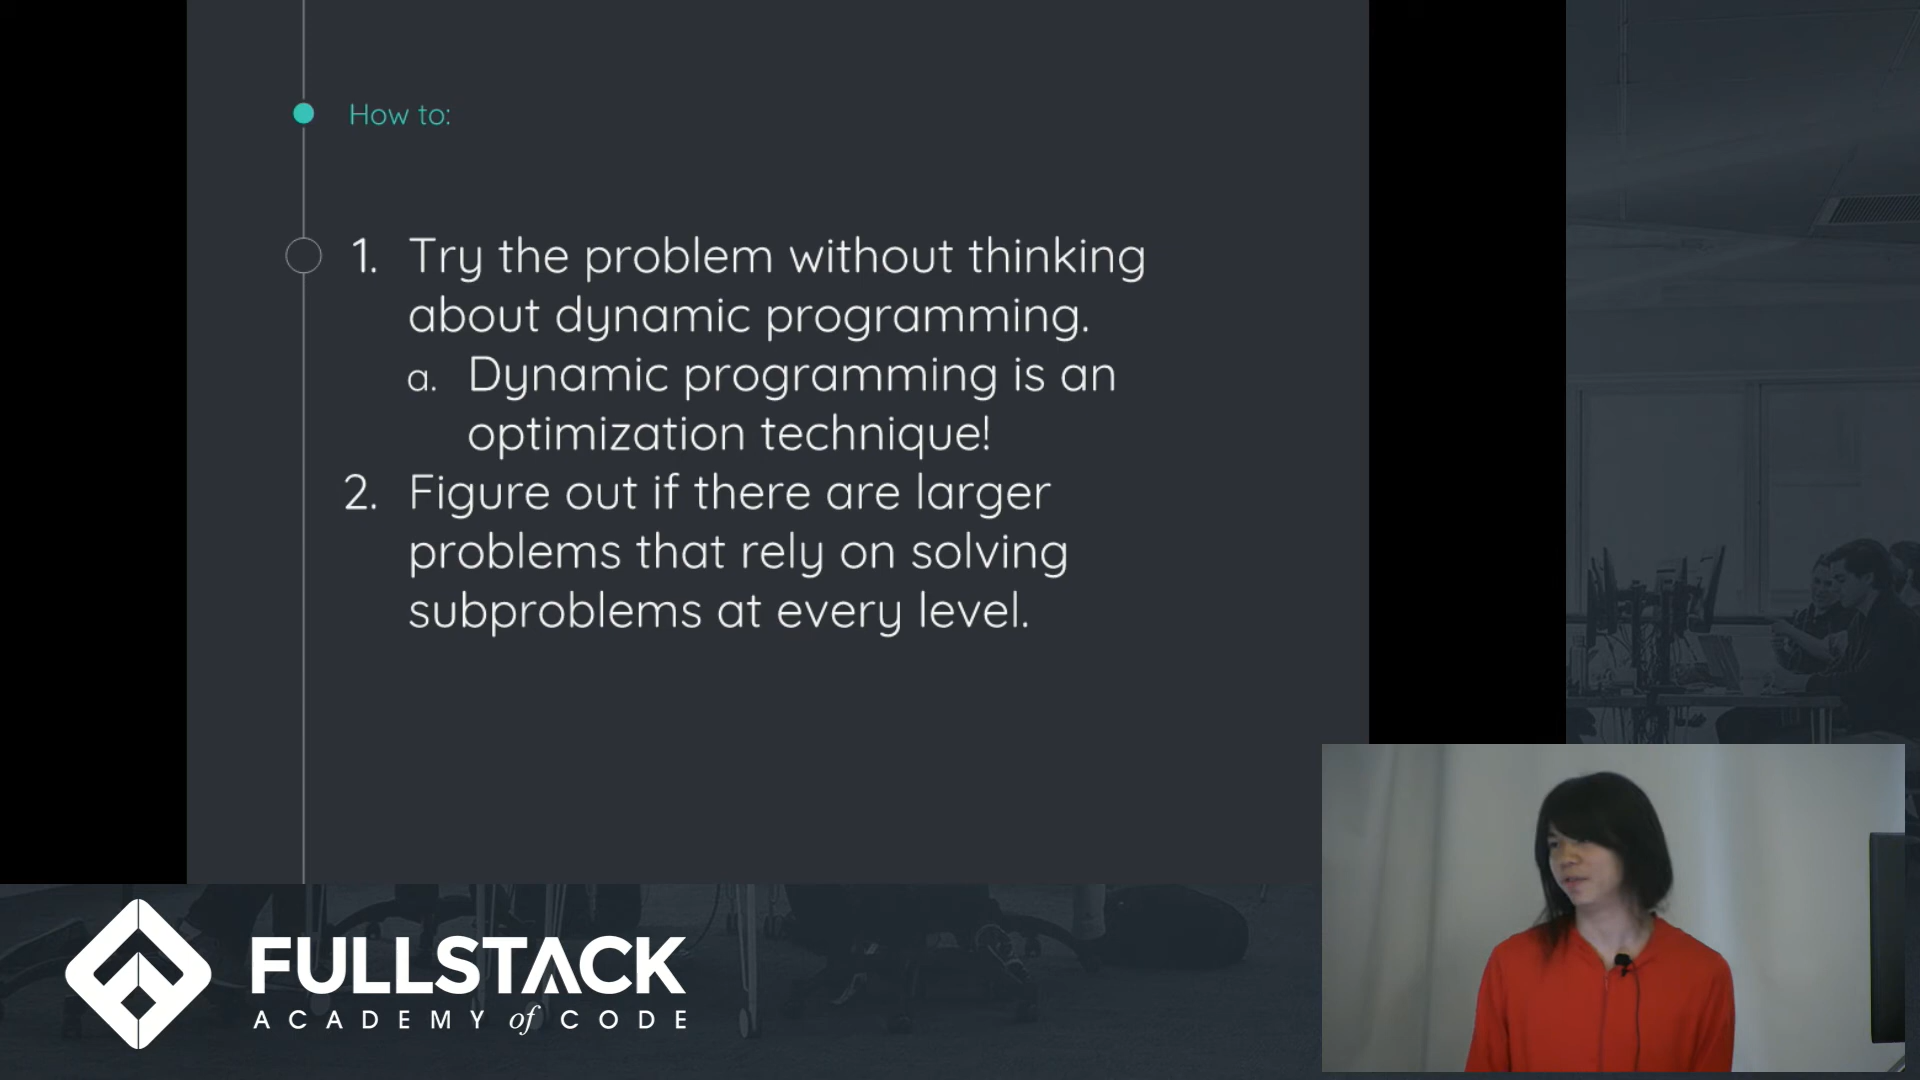 How to:
1. Try the problem without thinking
about dynamic programming.
a. Dynamic programming is an
optimization technique!
2. Figure out if there are larger
problems that rely on solving
subproblems at every level.
FULLSTACK
ACADEMY of CODE